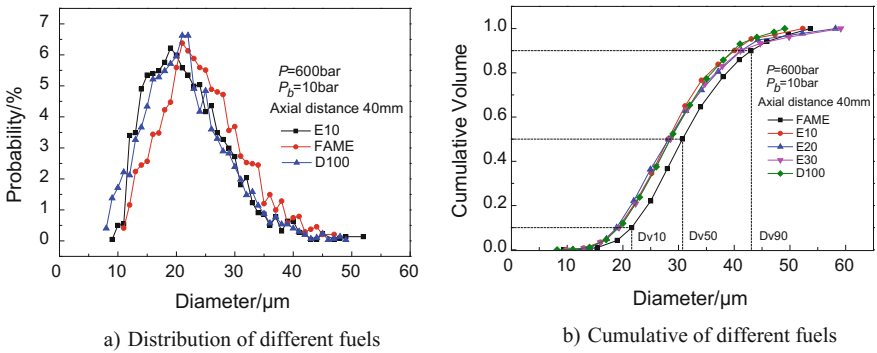 7
6
5
4
3
2
1
0
Probability/%
P=600bar
P_b=10bar
Axial distance 40mm
E10
FAME
D100
0 10 20 30 40 50 60
Diameter/μm
a) Distribution of different fuels
1.0
0.8
0.6
0.4
0.2
0.0
Cumulative Volume
P=600bar
P_b=10bar
Axial distance 40mm
FAME
E10
E20
E30
D100
Dv10 Dv50 Dv90
0 10 20 30 40 50 60
Diameter/μm
b) Cumulative of different fuels